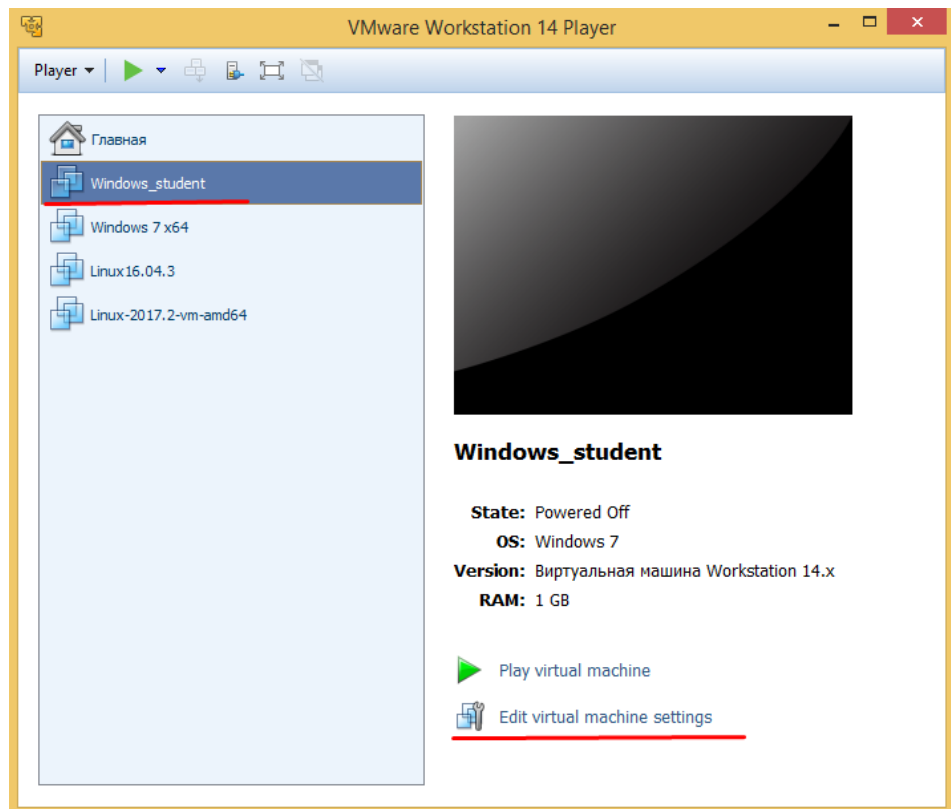 VMware Workstation 14 Player
Player
Главная
Windows_student
Windows 7 x64
Linux16.04.3
Linux-2017.2-vm-amd64
Windows_student
State: Powered Off
OS: Windows 7
Version: Виртуальная машина Workstation 14.x
RAM: 1 GB
Play virtual machine
Edit virtual machine settings